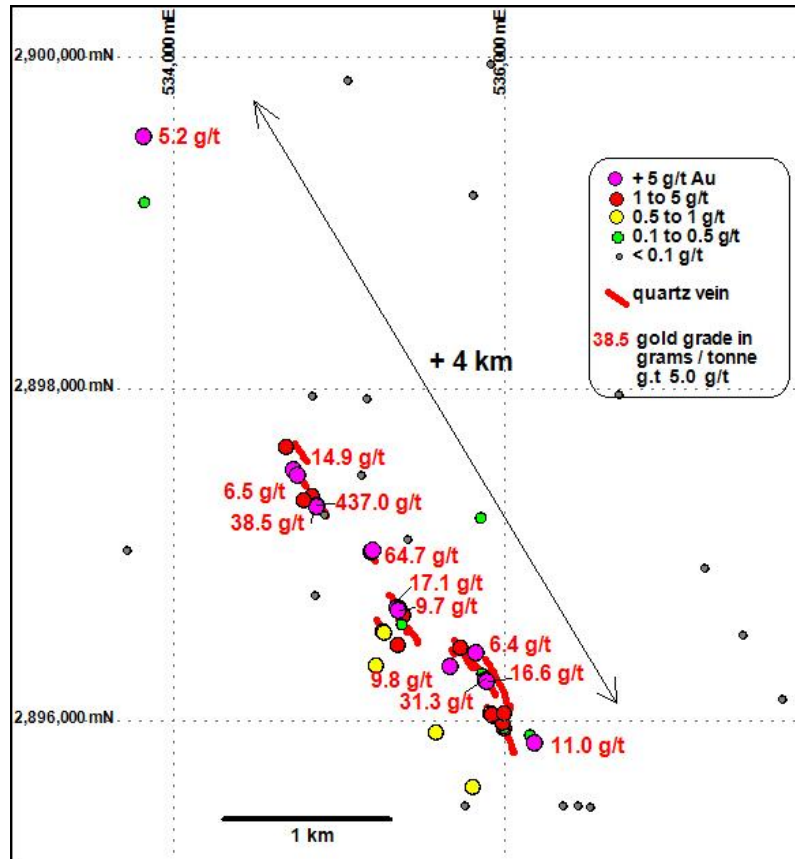 534,000 mE
536,000 mE
2,900,000 mN
5.2 g/t
+ 5 g/t Au
1 to 5 g/t
0.5 to 1 g/t
0.1 to 0.5 g/t
< 0.1 g/t
quartz vein
38.5 gold grade in
grams / tonne
g.t 5.0 g/t
+ 4 km
2,898,000 mN
14.9 g/t
6.5 g/t
437.0 g/t
38.5 g/t
64.7 g/t
17.1 g/t
9.7 g/t
6.4 g/t
9.8 g/t
16.6 g/t
31.3 g/t
2,896,000 mN
11.0 g/t
1 km